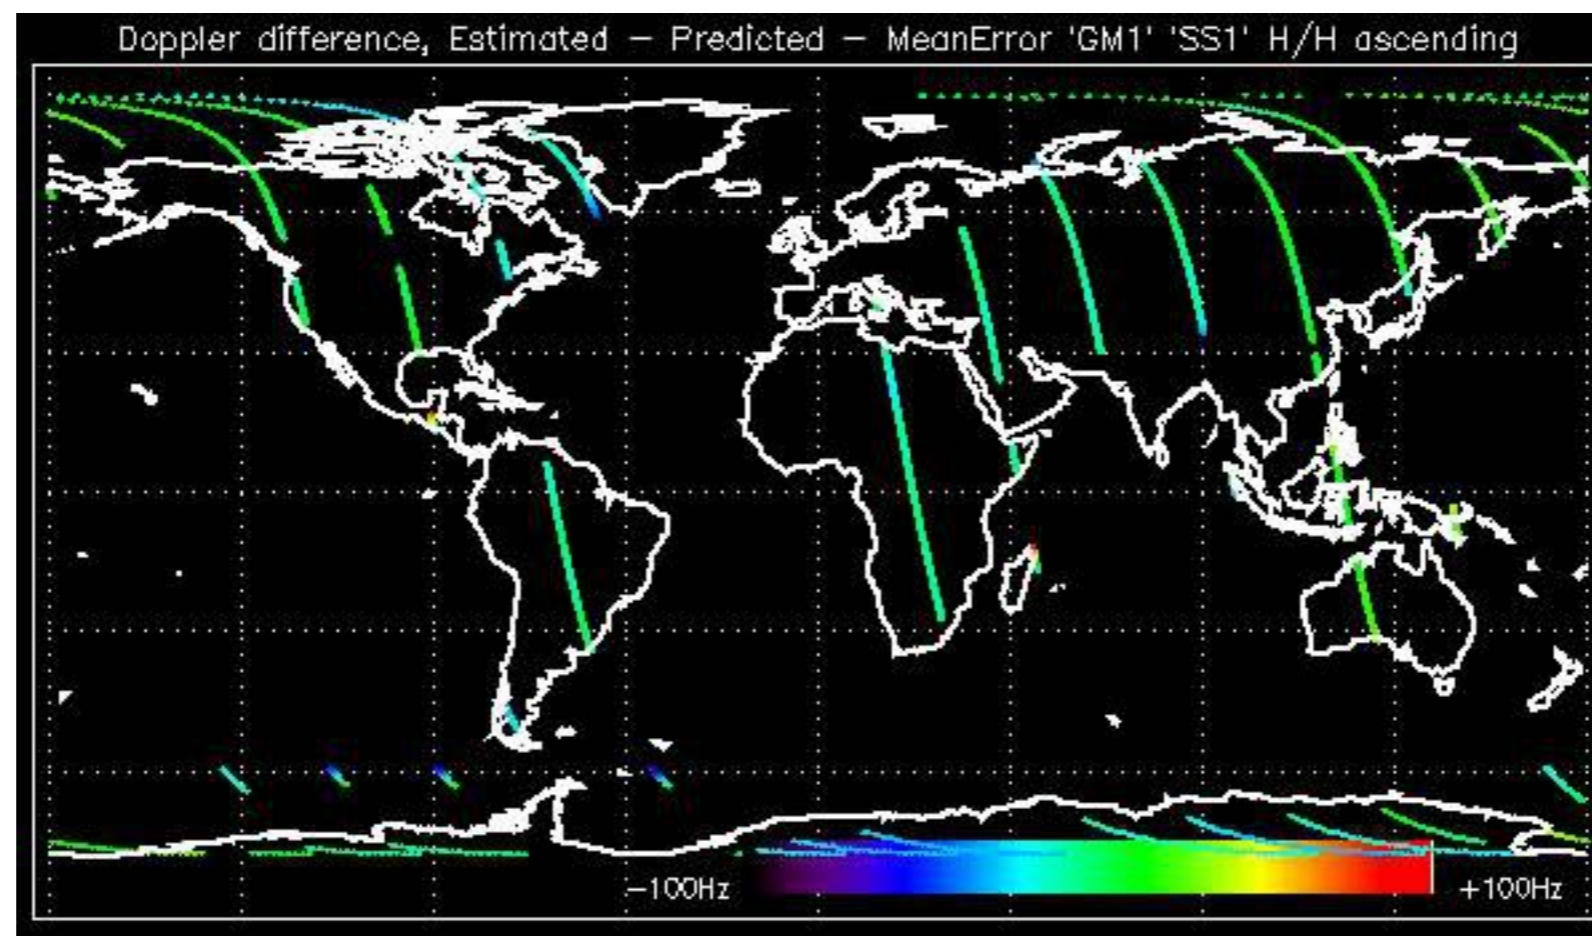 Doppler difference, Estimated − Predicted − MeanError 'GM1' 'SS1' H/H ascending
−100Hz +100Hz